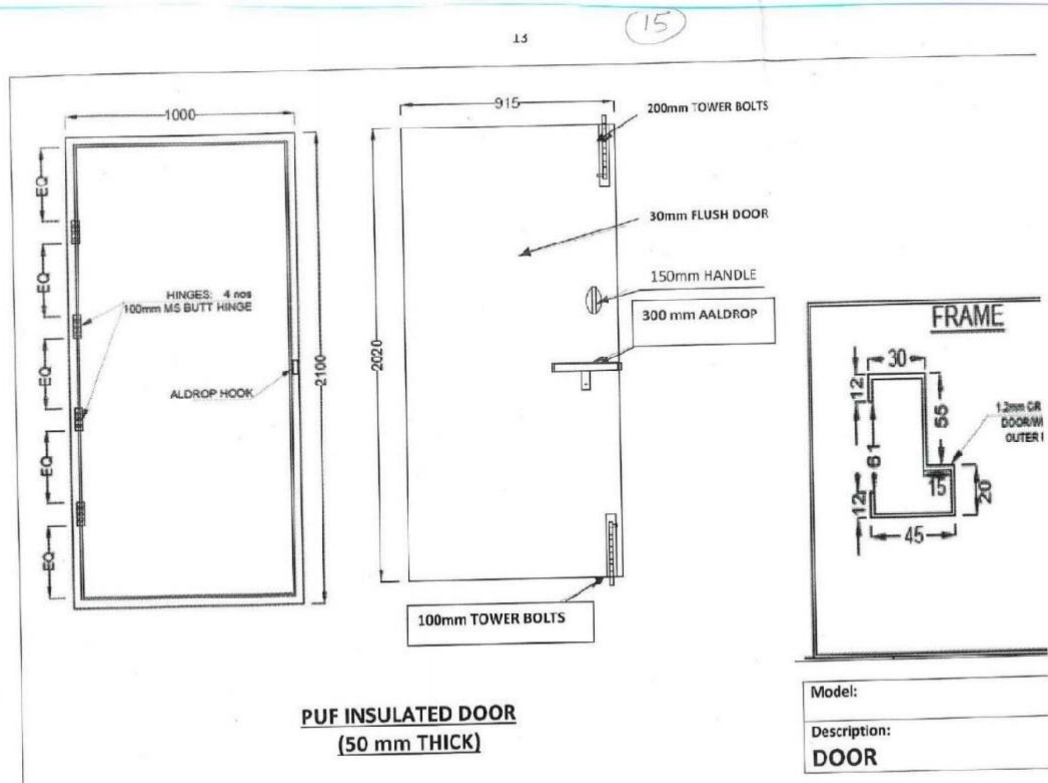 15
13
1000
915
200mm TOWER BOLTS
EQ
30mm FLUSH DOOR
EQ
150mm HANDLE
HINGES: 4 nos
100mm MS BUTT HINGE
300 mm AALDROP
FRAME
30
12
55
61
15
20
12
45
1.2mm CR
DOOR/WI
OUTER
EQ
2100
2020
ALDROP HOOK
EQ
EQ
100mm TOWER BOLTS
PUF INSULATED DOOR
(50 mm THICK)
Model:
Description:
DOOR